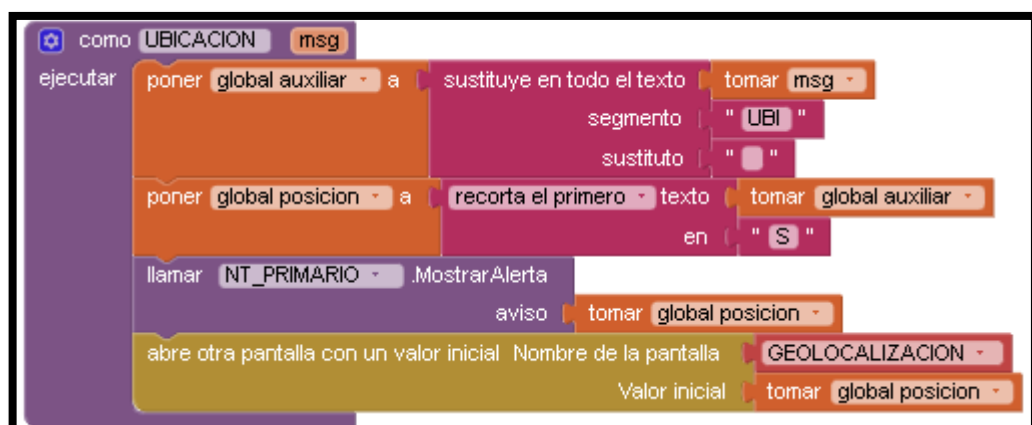 como UBICACION msg
ejecutar poner global auxiliar a sustituye en todo el texto tomar msg
segmento " UBI "
sustituto " "
poner global posicion a recorta el primero texto tomar global auxiliar
en " S "
llamar NT_PRIMARIO .MostrarAlerta
aviso tomar global posicion
abre otra pantalla con un valor inicial Nombre de la pantalla GEOLOCALIZACION
Valor inicial tomar global posicion